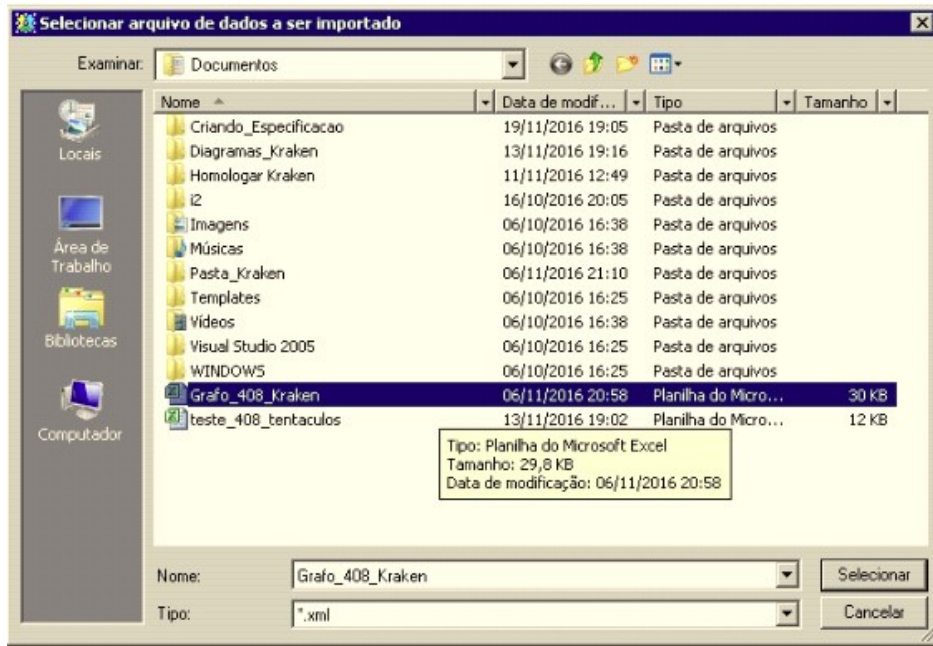 Selecionar arquivo de dados a ser importado
Examinar: Documentos
Nome Data de modif... Tipo Tamanho
Criando_Especificacao 19/11/2016 19:05 Pasta de arquivos
Diagramas_Kraken 13/11/2016 19:16 Pasta de arquivos
Homologar Kraken 11/11/2016 12:49 Pasta de arquivos
i2 16/10/2016 20:05 Pasta de arquivos
Imagens 06/10/2016 16:38 Pasta de arquivos
Músicas 06/10/2016 16:38 Pasta de arquivos
Pasta_Kraken 06/11/2016 21:10 Pasta de arquivos
Templates 06/10/2016 16:25 Pasta de arquivos
Vídeos 06/10/2016 16:38 Pasta de arquivos
Visual Studio 2005 06/10/2016 16:25 Pasta de arquivos
WINDOWS 06/10/2016 16:25 Pasta de arquivos
Grafo_408_Kraken 06/11/2016 20:58 Planilha do Micro... 30 KB
teste_408_tentaculos 13/11/2016 19:02 Planilha do Micro... 12 KB
Tipo: Planilha do Microsoft Excel
Tamanho: 29,8 KB
Data de modificação: 06/11/2016 20:58
Locais
Área de
Trabalho
Bibliotecas
Computador
Nome: Grafo_408_Kraken Selecionar
Tipo: *.xml Cancelar